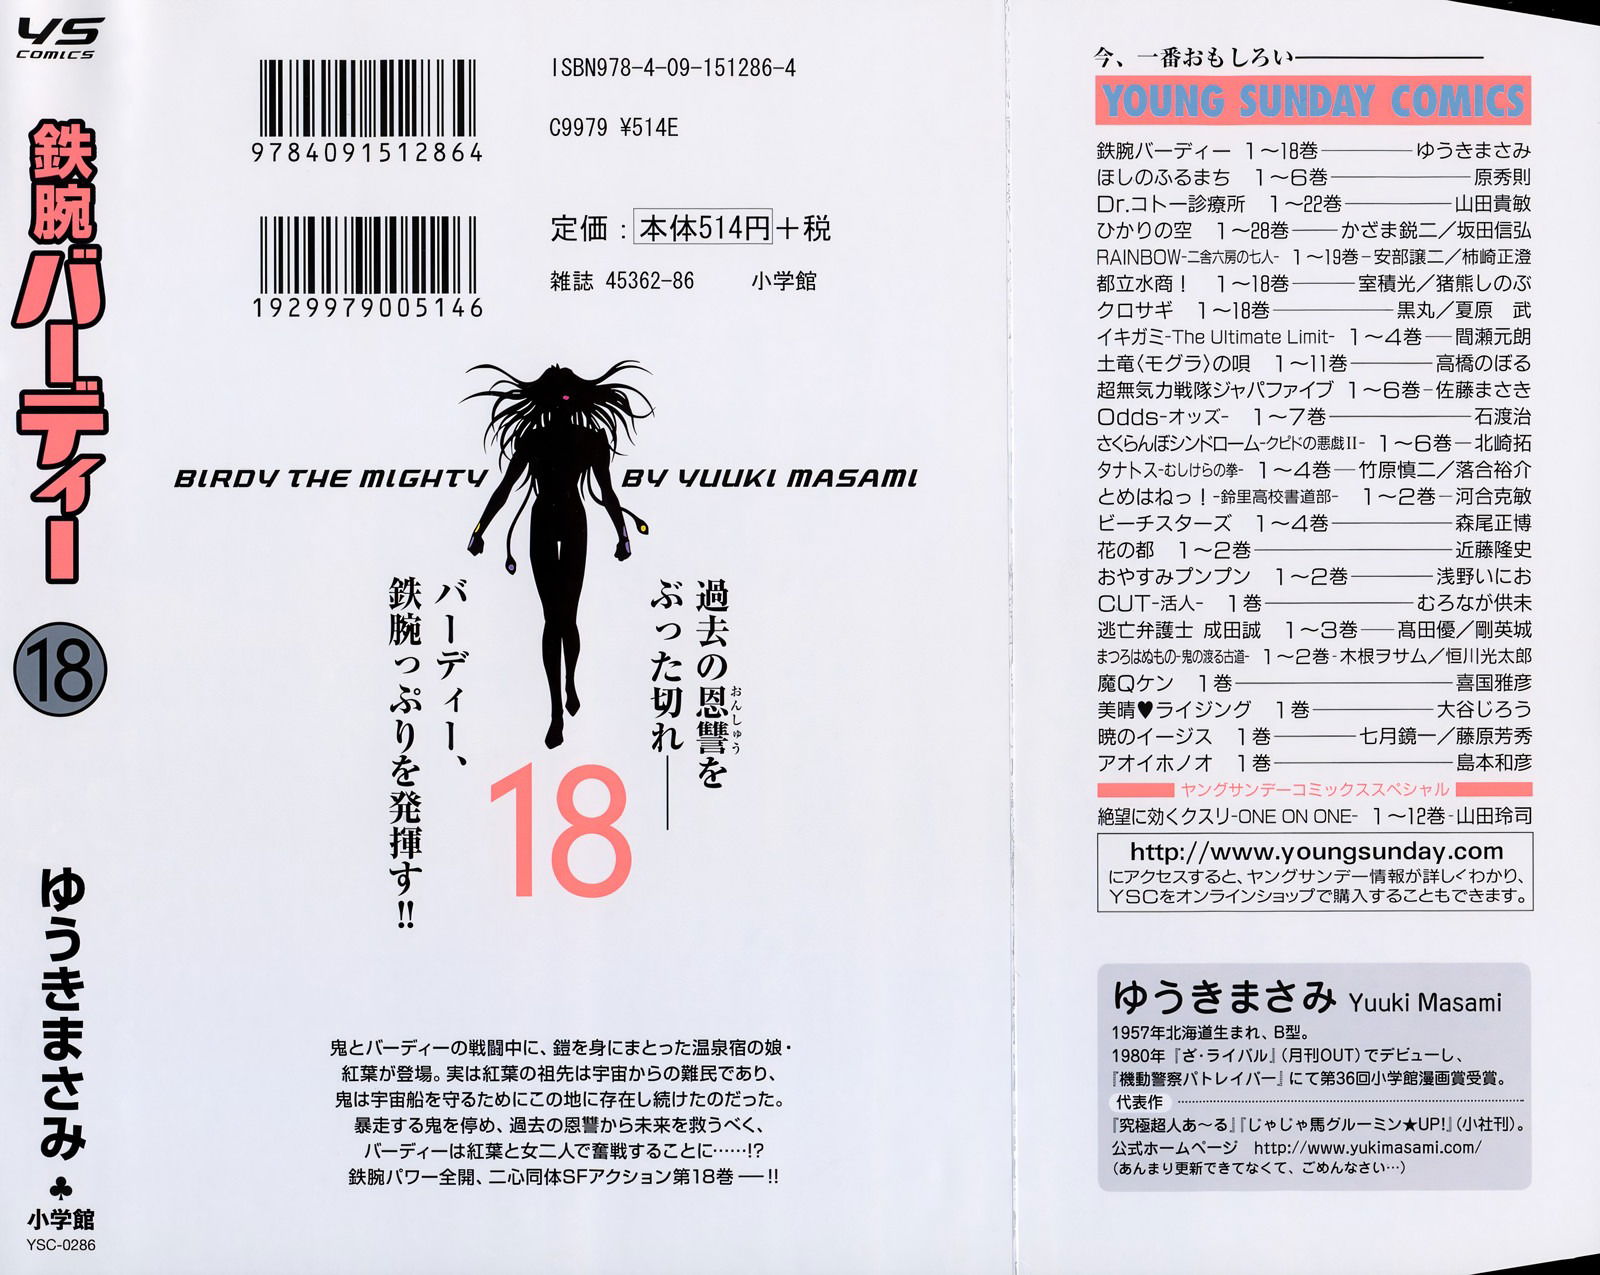 YS
COMICS
鉄腕バーディー
18
ゆうきまさみ
小学館
YSC-0286
9784091512864
ISBN978-4-09-151286-4
C9979 ¥514E
1929979005146
定価：本体514円＋税
雑誌 45362-86 小学館
BIRDY THE MIGHTY BY YUUKI MASAMI
過去の恩讐を
おんしゅう
ぶった切れ――
バーディー、
鉄腕っぷりを発揮す!!
18
鬼とバーディーの戦闘中に、鎧を身にまとった温泉宿の娘・
紅葉が登場。実は紅葉の祖先は宇宙からの難民であり、
鬼は宇宙船を守るためにこの地に存在し続けたのだった。
暴走する鬼を停め、過去の恩讐から未来を救うべく、
バーディーは紅葉と女二人で奮戦することに……!?
鉄腕パワー全開、二心同体SFアクション第18巻―!!
今、一番おもしろい――
YOUNG SUNDAY COMICS
鉄腕バーディー 1〜18巻――ゆうきまさみ
ほしのふるまち 1〜6巻――原秀則
Dr.コトー診療所 1〜22巻――山田貴敏
ひかりの空 1〜28巻――かざま鋭二／坂田信弘
RAINBOW-二舎六房の七人- 1〜19巻-安部譲二／柿崎正澄
都立水商！ 1〜18巻――室積光／猪熊しのぶ
クロサギ 1〜18巻――黒丸／夏原 武
イキガミ-The Ultimate Limit- 1〜4巻―間瀬元朗
土竜〈モグラ〉の唄 1〜11巻――高橋のぼる
超無気力戦隊ジャパファイブ 1〜6巻-佐藤まさき
Odds-オッズ- 1〜7巻――石渡治
さくらんぼシンドローム-クピドの悪戯II- 1〜6巻―北崎拓
タナトス-むしけらの拳- 1〜4巻―竹原慎二／落合裕介
とめはねっ！-鈴里高校書道部- 1〜2巻-河合克敏
ビーチスターズ 1〜4巻――森尾正博
花の都 1〜2巻――近藤隆史
おやすみプンプン 1〜2巻――浅野いにお
CUT-活人- 1巻――むろなが供未
逃亡弁護士 成田誠 1〜3巻――髙田優／剛英城
まつろはぬもの-鬼の渡る古道- 1〜2巻-木根ヲサム／恒川光太郎
魔Qケン 1巻――喜国雅彦
美晴♥ライジング 1巻――大谷じろう
暁のイージス 1巻――七月鏡一／藤原芳秀
アオイホノオ 1巻――島本和彦
ヤングサンデーコミックススペシャル
絶望に効くクスリ-ONE ON ONE- 1〜12巻-山田玲司
http://www.youngsunday.com
にアクセスすると、ヤングサンデー情報が詳しくわかり、
YSCをオンラインショップで購入することもできます。
ゆうきまさみ Yuuki Masami
1957年北海道生まれ、B型。
1980年『ざ・ライバル』（月刊OUT）でデビューし、
『機動警察パトレイバー』にて第36回小学館漫画賞受賞。
代表作
『究極超人あ〜る』『じゃじゃ馬グルーミン★UP!』（小社刊）。
公式ホームページ http://www.yukimasami.com/
（あんまり更新できてなくて、ごめんなさい…）